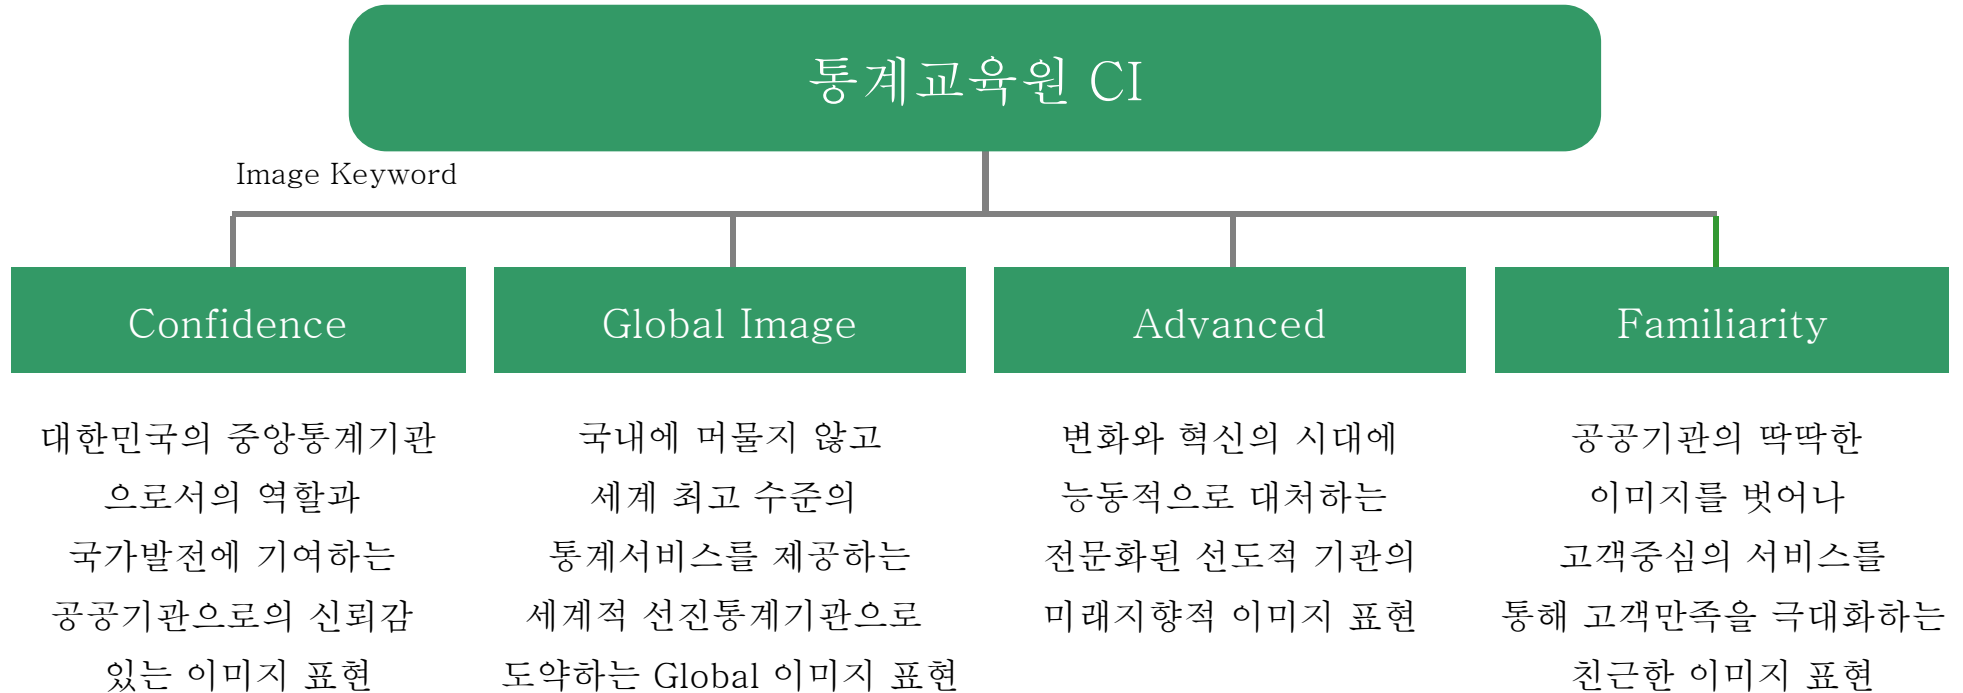 통계교육원 CI
Image Keyword
Confidence
대한민국의 중앙통계기관
으로서의 역할과
국가발전에 기여하는
공공기관으로의 신뢰감
있는 이미지 표현
Global Image
국내에 머물지 않고
세계 최고 수준의
통계서비스를 제공하는
세계적 선진통계기관으로
도약하는 Global 이미지 표현
Advanced
변화와 혁신의 시대에
능동적으로 대처하는
전문화된 선도적 기관의
미래지향적 이미지 표현
Familiarity
공공기관의 딱딱한
이미지를 벗어나
고객중심의 서비스를
통해 고객만족을 극대화하는
친근한 이미지 표현